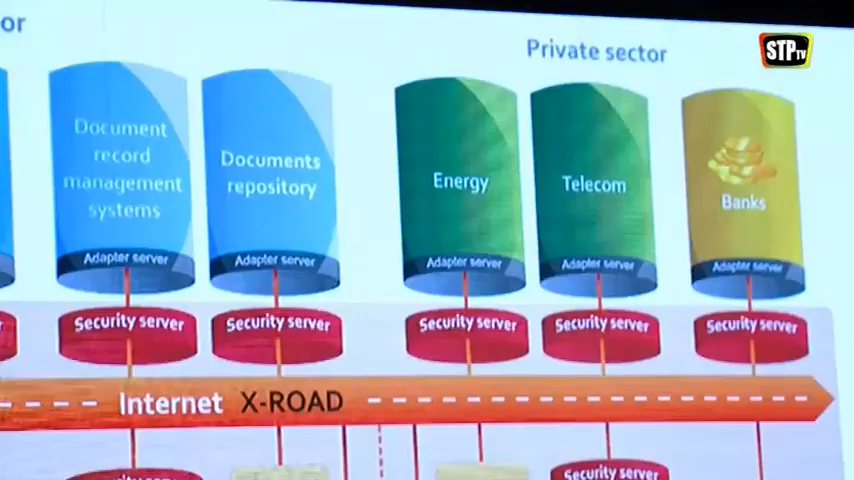 or
Private sector
STPTV
Document
record
management
systems
Documents
repository
Energy
Telecom
Banks
Adapter server
Adapter server
Adapter server
Adapter server
Adapter server
Security server
Security server
Security server
Security server
Security server
Internet X-ROAD
Security server